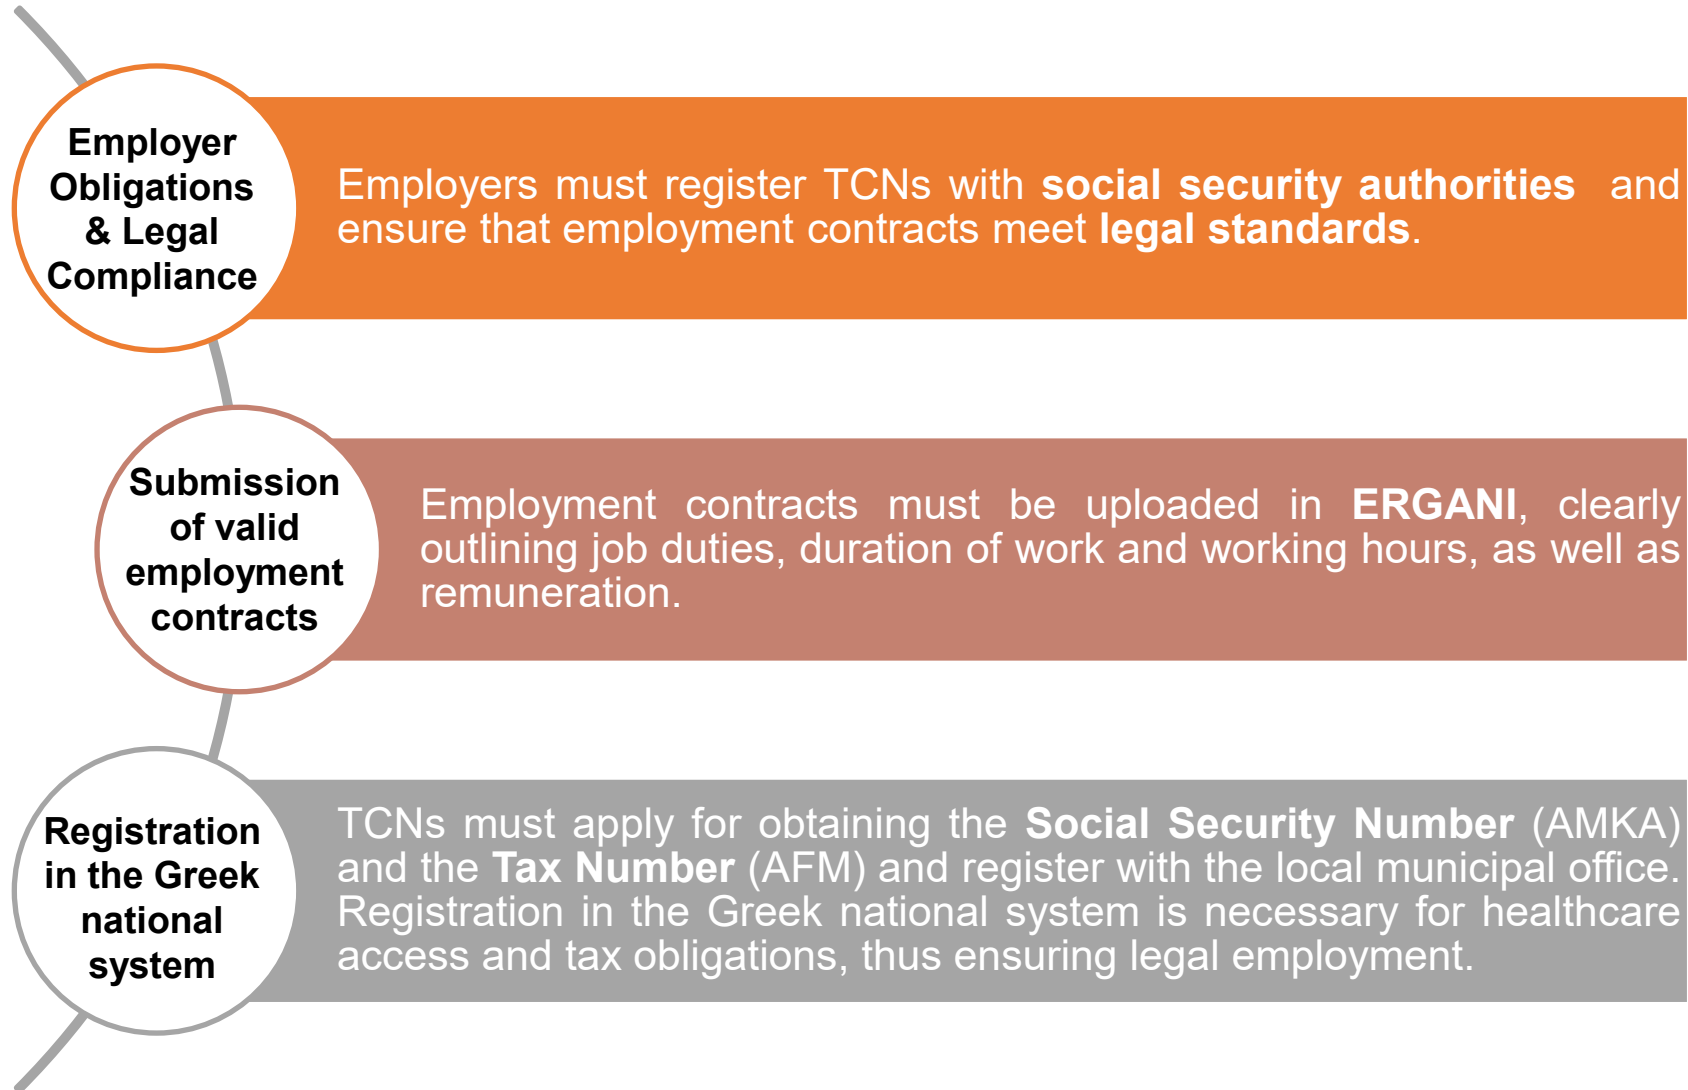 Employer
Obligations
& Legal
Compliance
Employers must register TCNs with social security authorities and
ensure that employment contracts meet legal standards.
Submission
of valid
employment
contracts
Employment contracts must be uploaded in ERGANI, clearly
outlining job duties, duration of work and working hours, as well as
remuneration.
Registration
in the Greek
national
system
TCNs must apply for obtaining the Social Security Number (AMKA)
and the Tax Number (AFM) and register with the local municipal office.
Registration in the Greek national system is necessary for healthcare
access and tax obligations, thus ensuring legal employment.